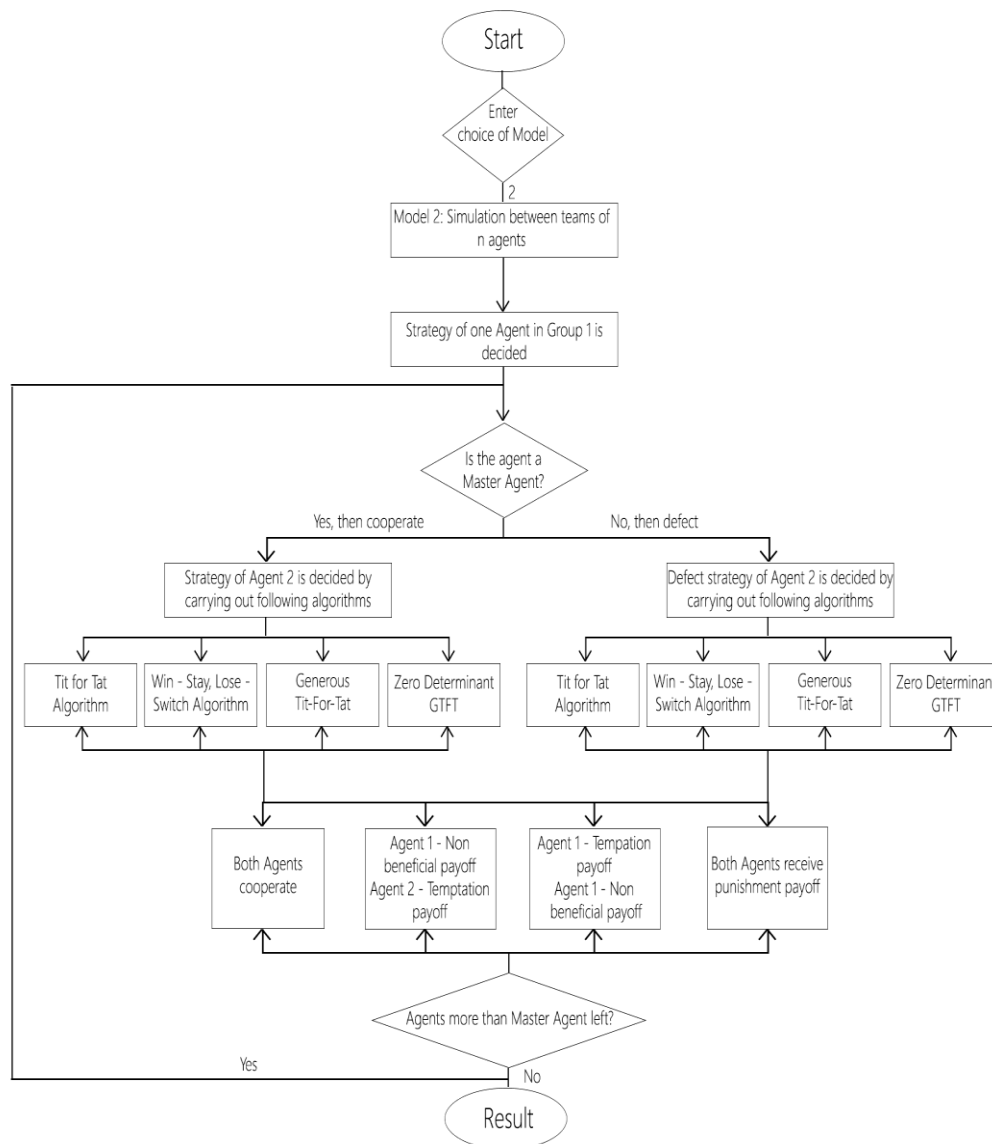 Start
Enter
choice of Model
2
Model 2: Simulation between teams of
n agents
Strategy of one Agent in Group 1 is
decided
Is the agent a
Master Agent?
Yes, then cooperate
No, then defect
Strategy of Agent 2 is decided by
carrying out following algorithms
Defect strategy of Agent 2 is decided by
carrying out following algorithms
Tit for Tat
Algorithm
Win - Stay, Lose -
Switch Algorithm
Generous
Tit-For-Tat
Zero Determinant
GTFT
Tit for Tat
Algorithm
Win - Stay, Lose -
Switch Algorithm
Generous
Tit-For-Tat
Zero Determinant
GTFT
Both Agents
cooperate
Agent 1 - Non
beneficial payoff
Agent 2 - Temptation
payoff
Agent 1 - Tempation
payoff
Agent 1 - Non
beneficial payoff
Both Agents receive
punishment payoff
Agents more than Master Agent left?
Yes
No
Result